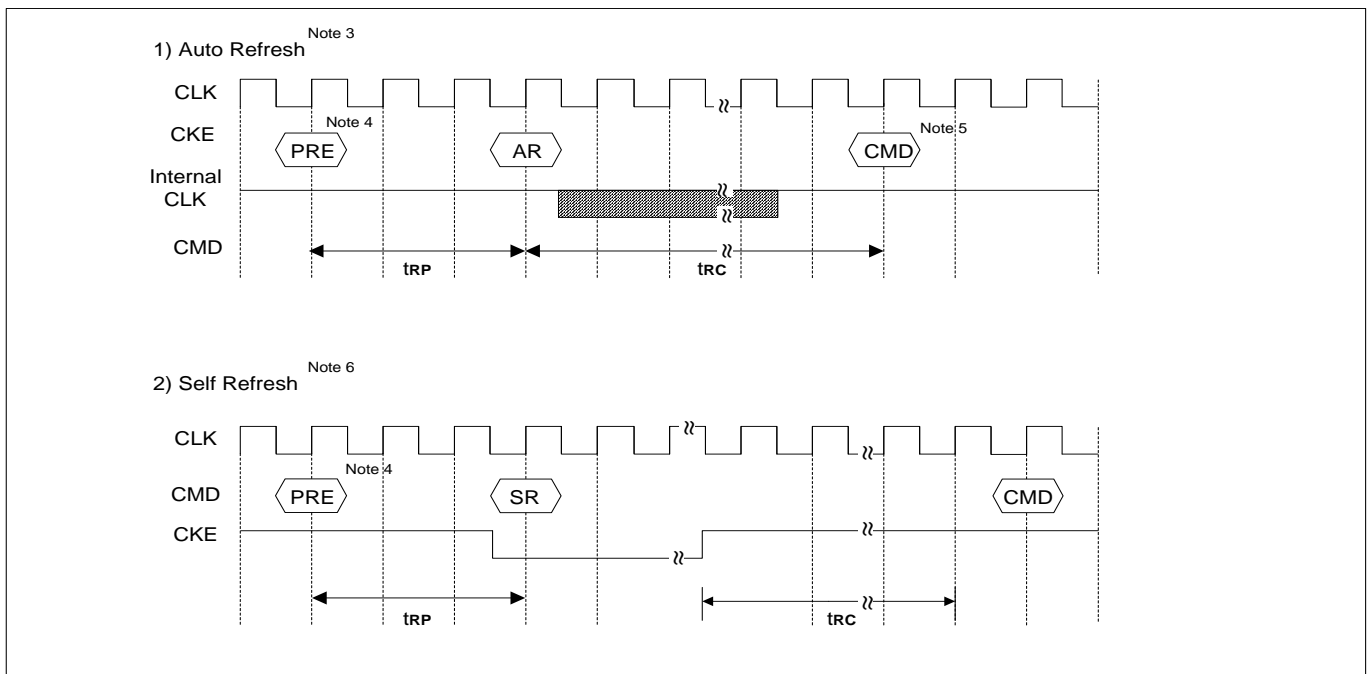 1) Auto Refresh Note 3
CLK
CKE
Note 4
Note 5
PRE
AR
CMD
Internal
CLK
CMD
tRP
tRC
2) Self Refresh Note 6
CLK
Note 4
CMD
PRE
SR
CMD
CKE
tRP
tRC